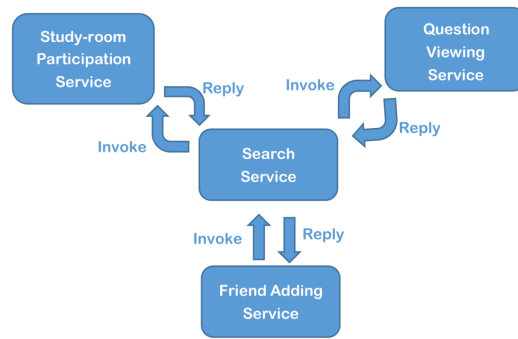 Study-room
Participation
Service
Question
Viewing
Service
Reply
Invoke
Invoke
Reply
Search
Service
Invoke
Reply
Friend Adding
Service